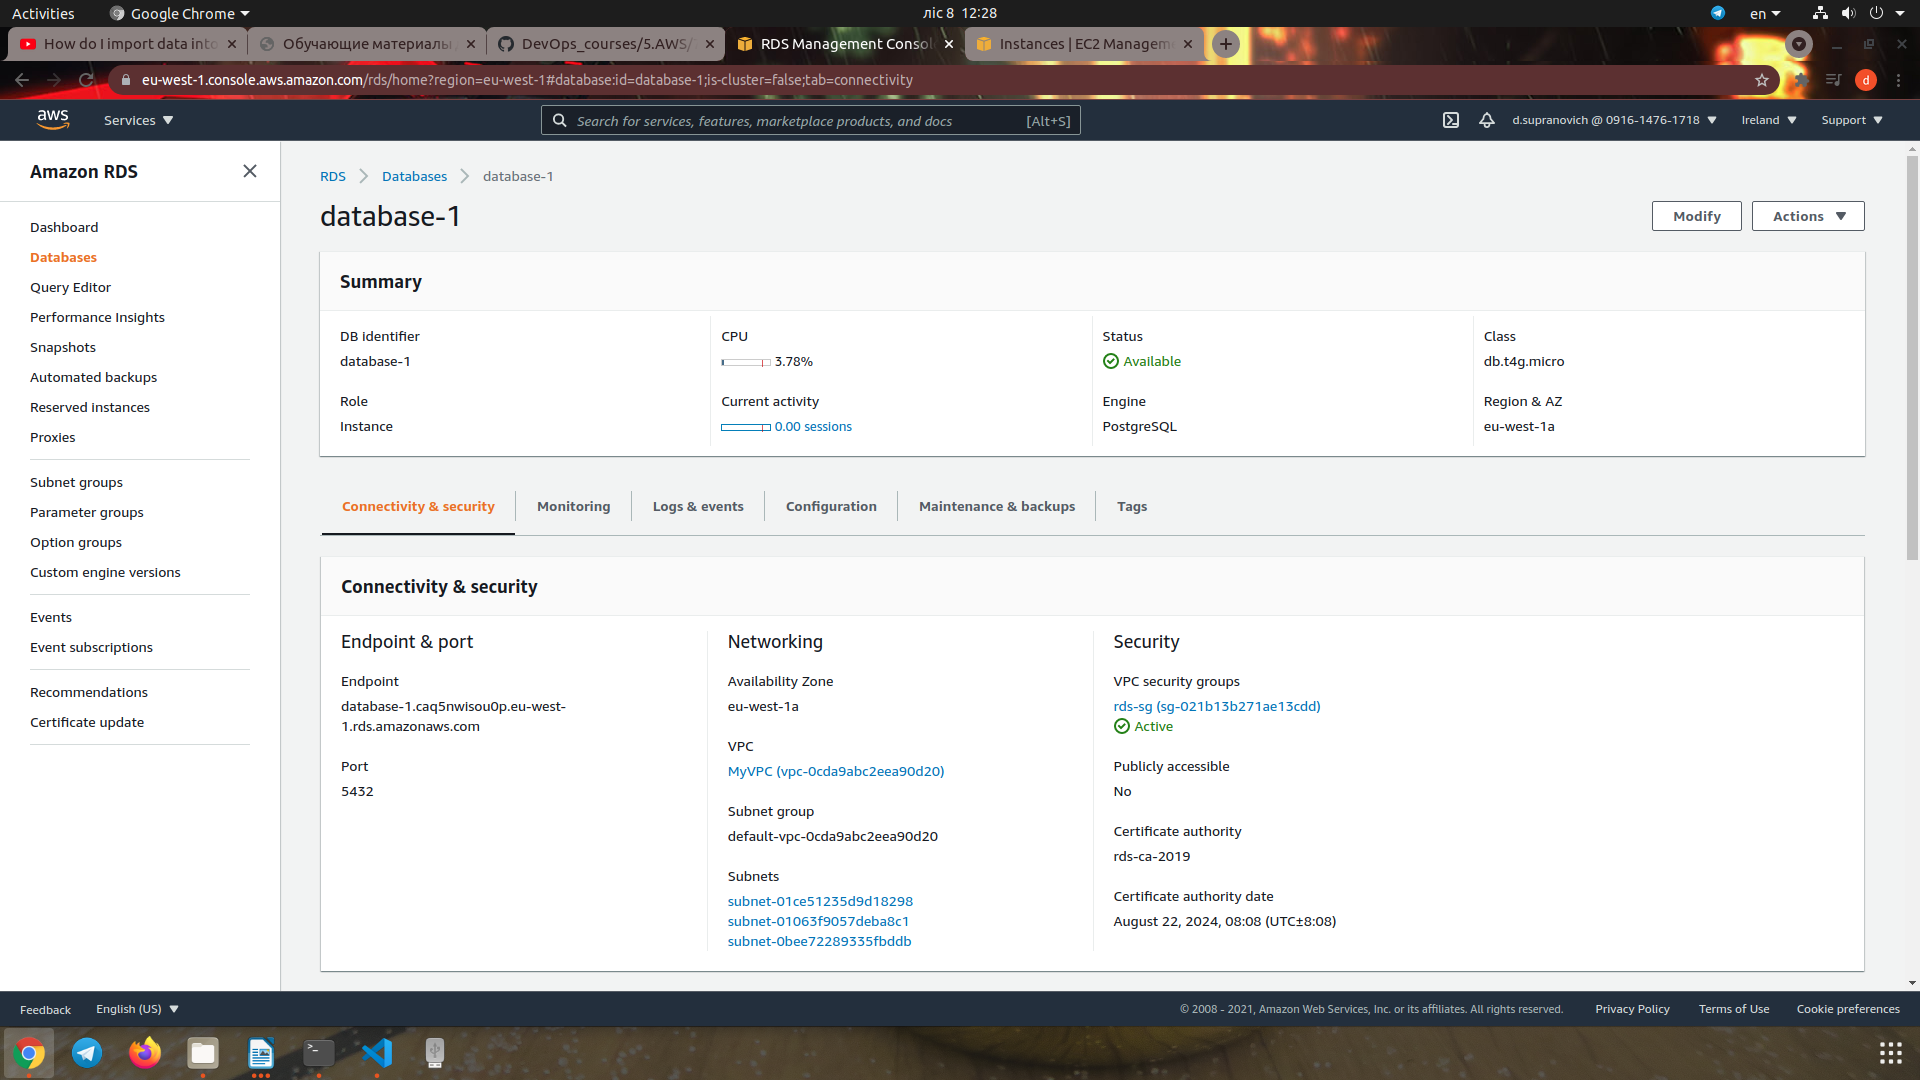 Activities
Google Chrome
ліс 8 12:28
en
How do I import data into
Обучающие материалы
DevOps_courses/5.AWS/
RDS Management Consol
Instances | EC2 Managem
eu-west-1.console.aws.amazon.com/rds/home?region=eu-west-1#database:id=database-1;is-cluster=false;tab=connectivity
d
aws
Services
Search for services, features, marketplace products, and docs
[Alt+S]
d.supranovich @ 0916-1476-1718
Ireland
Support
Amazon RDS
Dashboard
Databases
Query Editor
Performance Insights
Snapshots
Automated backups
Reserved instances
Proxies
Subnet groups
Parameter groups
Option groups
Custom engine versions
Events
Event subscriptions
Recommendations
Certificate update
RDS
Databases
database-1
database-1
Modify
Actions
Summary
DB identifier
database-1
CPU
3.78%
Status
Available
Class
db.t4g.micro
Role
Instance
Current activity
0.00 sessions
Engine
PostgreSQL
Region & AZ
eu-west-1a
Connectivity & security
Monitoring
Logs & events
Configuration
Maintenance & backups
Tags
Connectivity & security
Endpoint & port
Endpoint
database-1.caq5nwisou0p.eu-west-
1.rds.amazonaws.com
Port
5432
Networking
Availability Zone
eu-west-1a
VPC
MyVPC (vpc-0cda9abc2eea90d20)
Subnet group
default-vpc-0cda9abc2eea90d20
Subnets
subnet-01ce51235d9d18298
subnet-01063f9057deba8c1
subnet-0bee72289335fbddb
Security
VPC security groups
rds-sg (sg-021b13b271ae13cdd)
Active
Publicly accessible
No
Certificate authority
rds-ca-2019
Certificate authority date
August 22, 2024, 08:08 (UTC±8:08)
Feedback
English (US)
© 2008 - 2021, Amazon Web Services, Inc. or its affiliates. All rights reserved.
Privacy Policy
Terms of Use
Cookie preferences